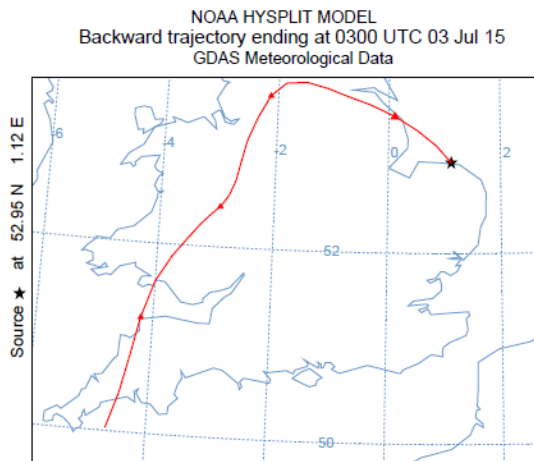 NOAA HYSPLIT MODEL
Backward trajectory ending at 0300 UTC 03 Jul 15
GDAS Meteorological Data
Source ★ at 52.95 N 1.12 E
-6
-4
-2
0
2
52
50